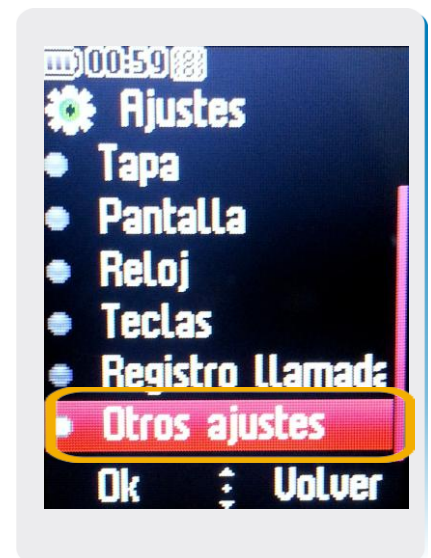 00:59
Ajustes
Tapa
Pantalla
Reloj
Teclas
Registro llamada
Otros ajustes
Ok Volver